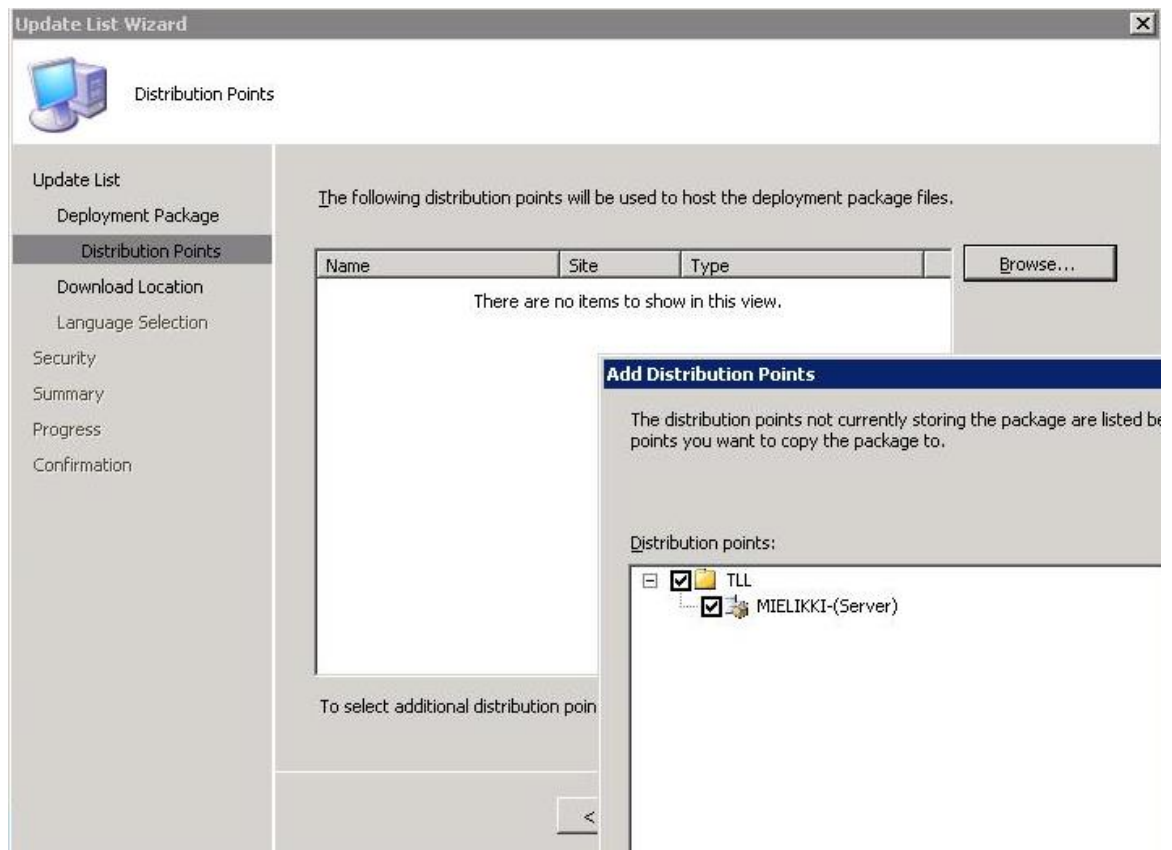 Update List Wizard
Distribution Points
Update List
Deployment Package
Distribution Points
Download Location
Language Selection
Security
Summary
Progress
Confirmation
The following distribution points will be used to host the deployment package files.
Name Site Type
Browse...
There are no items to show in this view.
To select additional distribution poin
<
Add Distribution Points
The distribution points not currently storing the package are listed be
points you want to copy the package to.
Distribution points:
TLL
MIELIKKI-(Server)